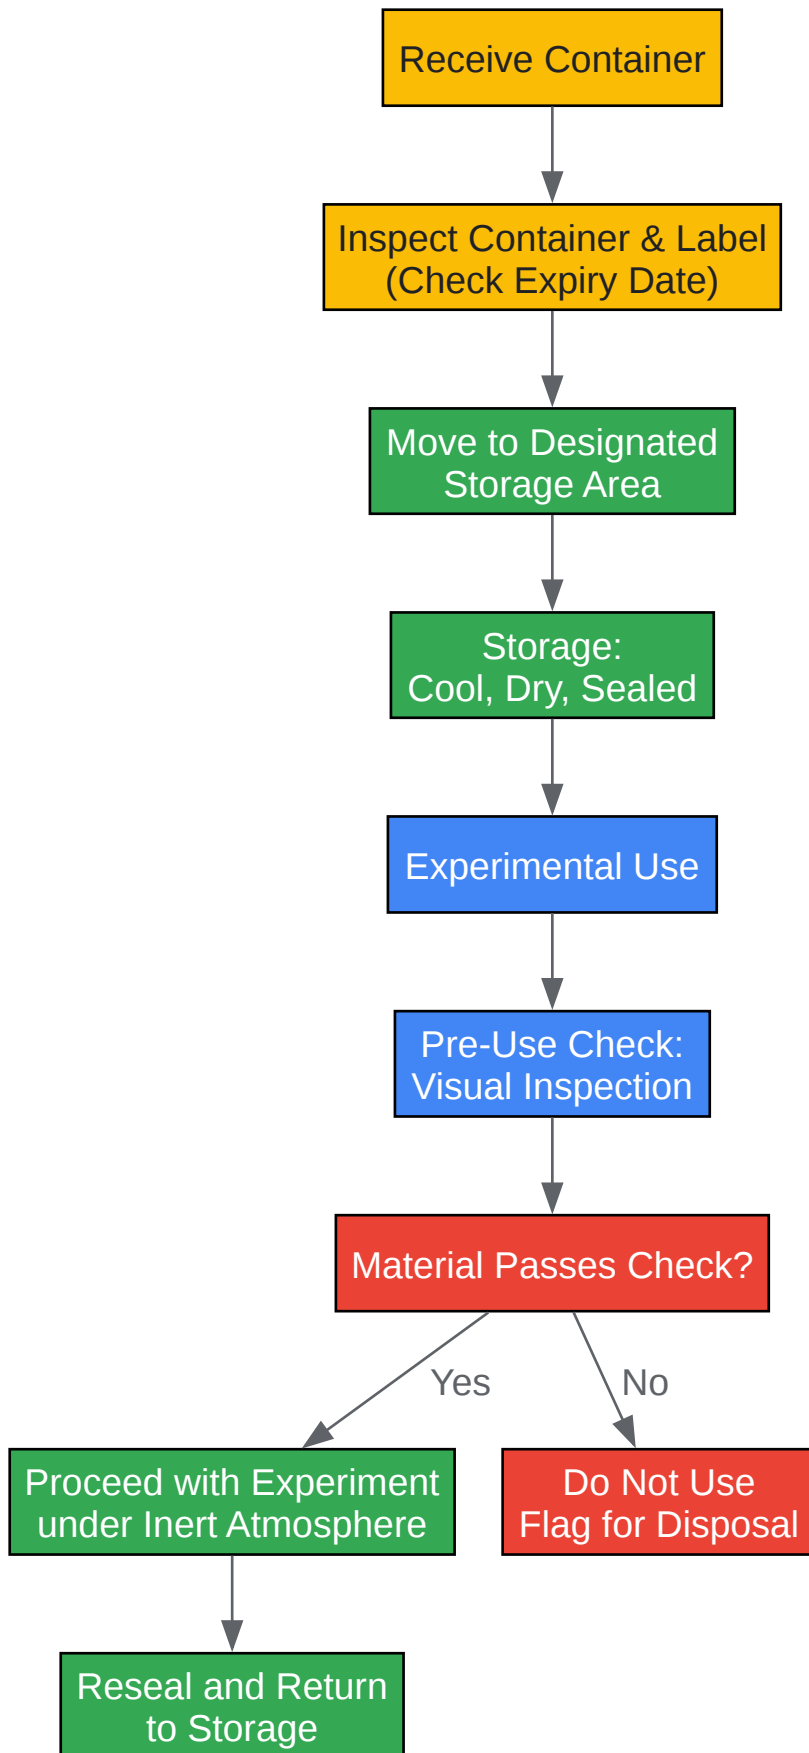 Receive Container
Inspect Container & Label
(Check Expiry Date)
Move to Designated
Storage Area
Storage:
Cool, Dry, Sealed
Experimental Use
Pre-Use Check:
Visual Inspection
Material Passes Check?
Yes
No
Proceed with Experiment
under Inert Atmosphere
Do Not Use
Flag for Disposal
Reseal and Return
to Storage